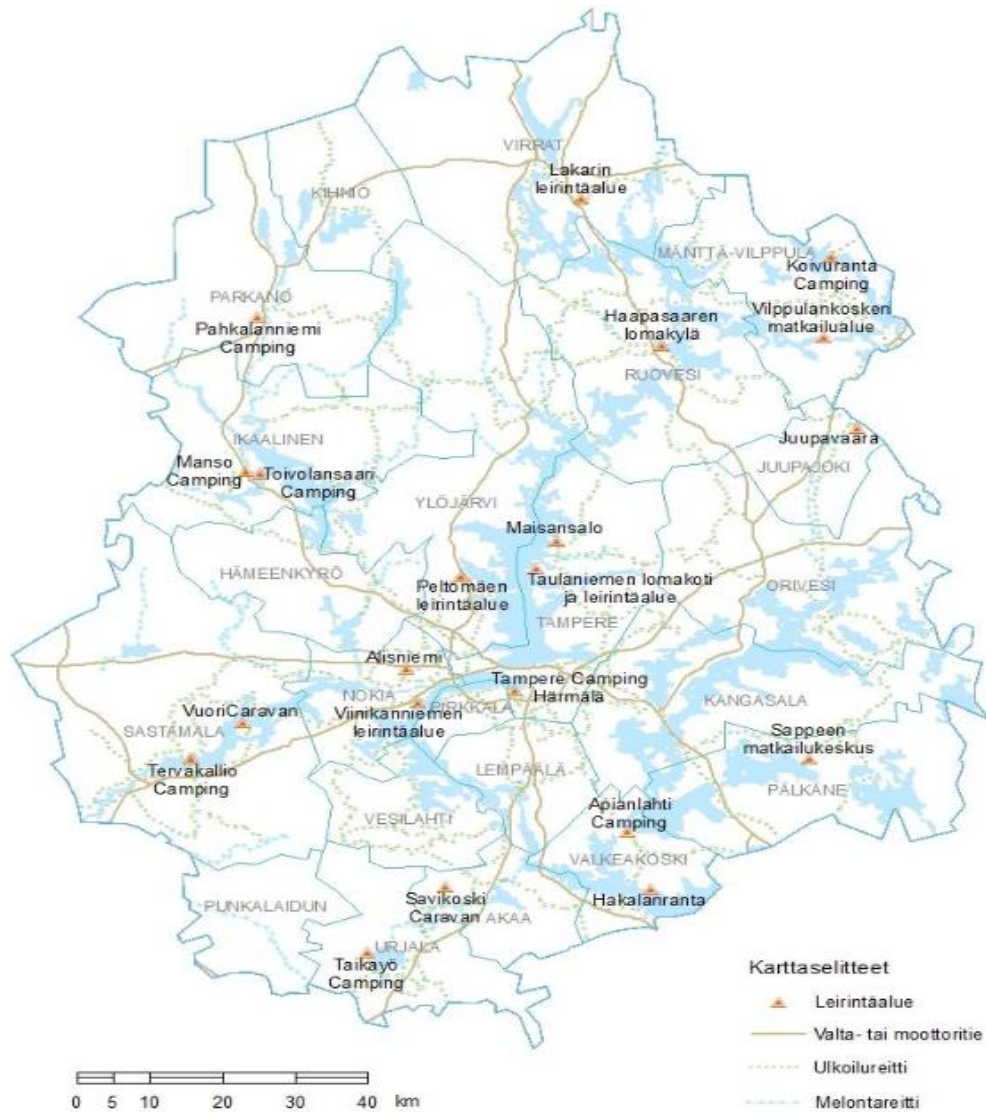 VIRRAT
Lakarin
leirintäalue
KIHNIÖ
MÄNTTÄ-VILPPULA
Koivuranta
Camping
PARKANO
Pahkalanniemi
Camping
Haapasaaren
lomakylä
Vilppulankosken
matkailualue
RUOVESI
IKAALINEN
Manso
Camping
Toivolansaari
Camping
Juupavaara
JUUPAJOKI
YLÖJÄRVI
Maisansalo
HÄMEENKYRÖ
Peltomäen
leirintäalue
Taulaniemen lomakoti
ja leirintäalue
ORIVESI
TAMPERE
Alisniemi
Tampere Camping
Härmälä
NOKIA
PIRKKALA
Viinikanniemen
leirintäalue
KANGASALA
VuoriCaravan
SASTAMALA
Tervakallio
Camping
Sappeen
matkailukeskus
LEMPÄÄLÄ
PÄLKÄNE
Apianlahti
Camping
VESILAHTI
VALKEAKOSKI
PUNKALAIDUN
Savikoski
Caravan
AKAA
Hakalanranta
URJALA
Taikayö
Camping
Karttaselitteet
Leirintäalue
Valta- tai moottoritie
Ulkoilureitti
Melontareitti
0 5 10 20 30 40 km